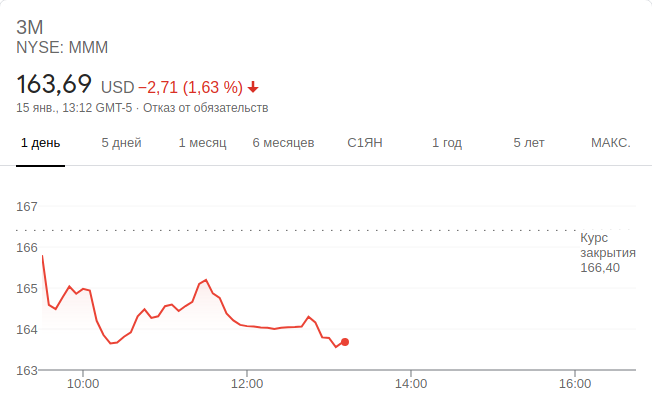 3M
NYSE: MMM
163,69 USD −2,71 (1,63 %)
15 янв., 13:12 GMT-5 · Отказ от обязательств
1 день 5 дней 1 месяц 6 месяцев С1ЯН 1 год 5 лет МАКС.
167
166
165
164
163
Курс
закрытия
166,40
10:00 12:00 14:00 16:00